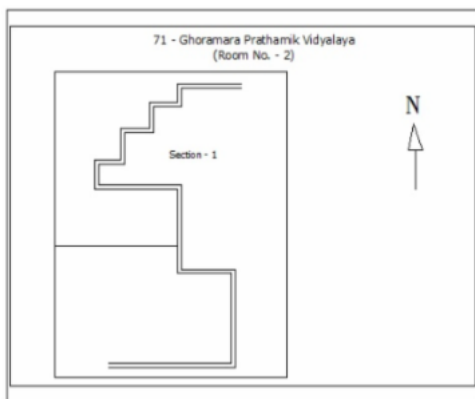 71 - Ghoramara Prathamik Vidyalaya
(Room No. - 2)
N
Section - 1